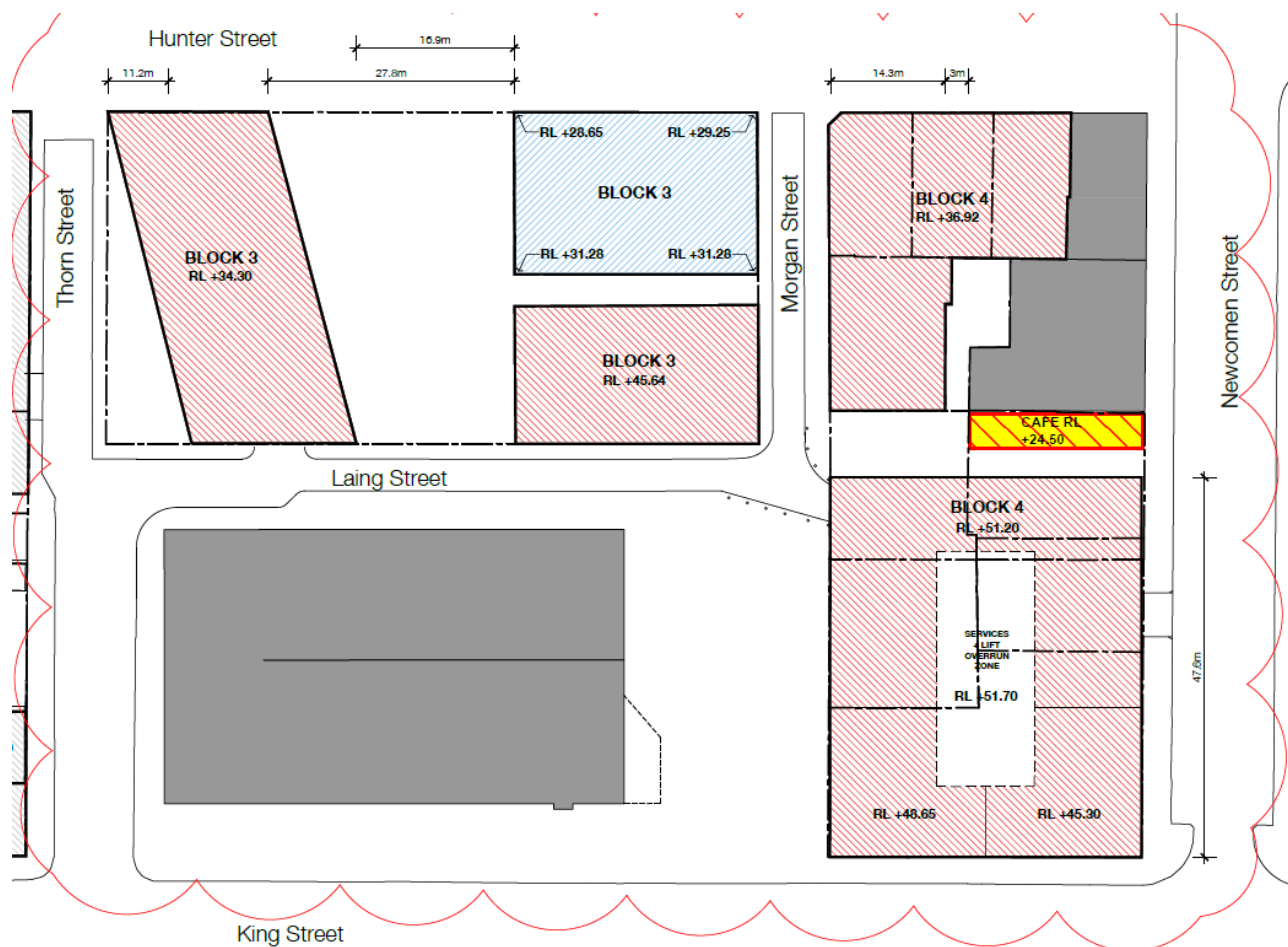 Hunter Street
16.9m
11.2m
27.8m
14.3m
3m
RL +28.65
RL +29.25
BLOCK 3
RL +31.28
RL +31.28
BLOCK 3
RL +34.30
BLOCK 3
RL +45.64
Thorn Street
Morgan Street
BLOCK 4
RL +36.92
Newcomen Street
CAFE RL
+24.50
Laing Street
BLOCK 4
RL +51.20
SERVICES
LIFT
OVERRUN
ZONE
RL +51.70
47.6m
RL +48.65
RL +45.30
King Street